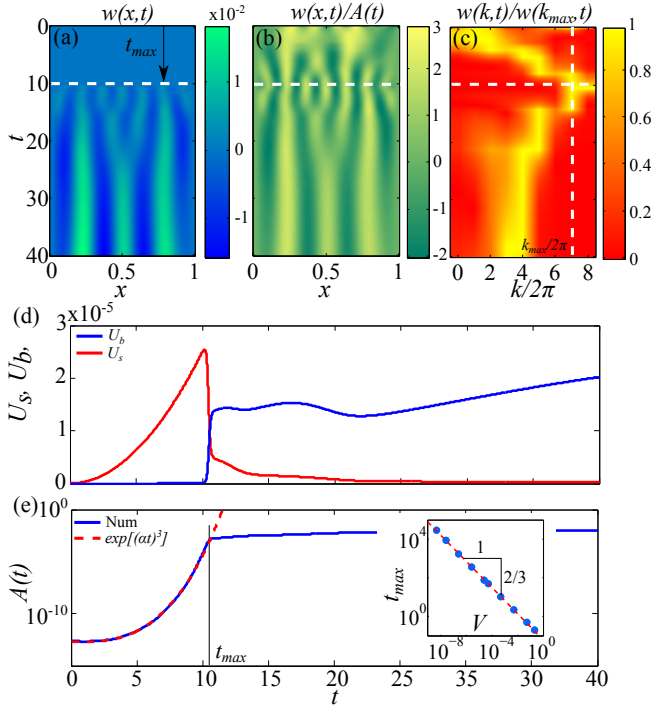 w(x,t) w(x,t)/A(t) w(k,t)/w(k_max,t)
0 (a) t_max x10^-2 (b) 3 (c) 1
10 1 2 0.8
20 0 1 0.6
t 0 0.4
30 -1 -1 0.2
40 -2 k_max/2π 0
0 0.5 1 0 0.5 1 0 2 4 6 8
x x k/2π
(d) 3 x10^-5
U_b
U_s
U_s, U_b,
2
1
0
(e) 10^0
Num
exp[(αt)^3]
A(t)
10^-10
t_max
10^4
t_max
10^0
1
2/3
V
10^-8 10^-4 10^0
0 5 10 15 20 25 30 35 40
t